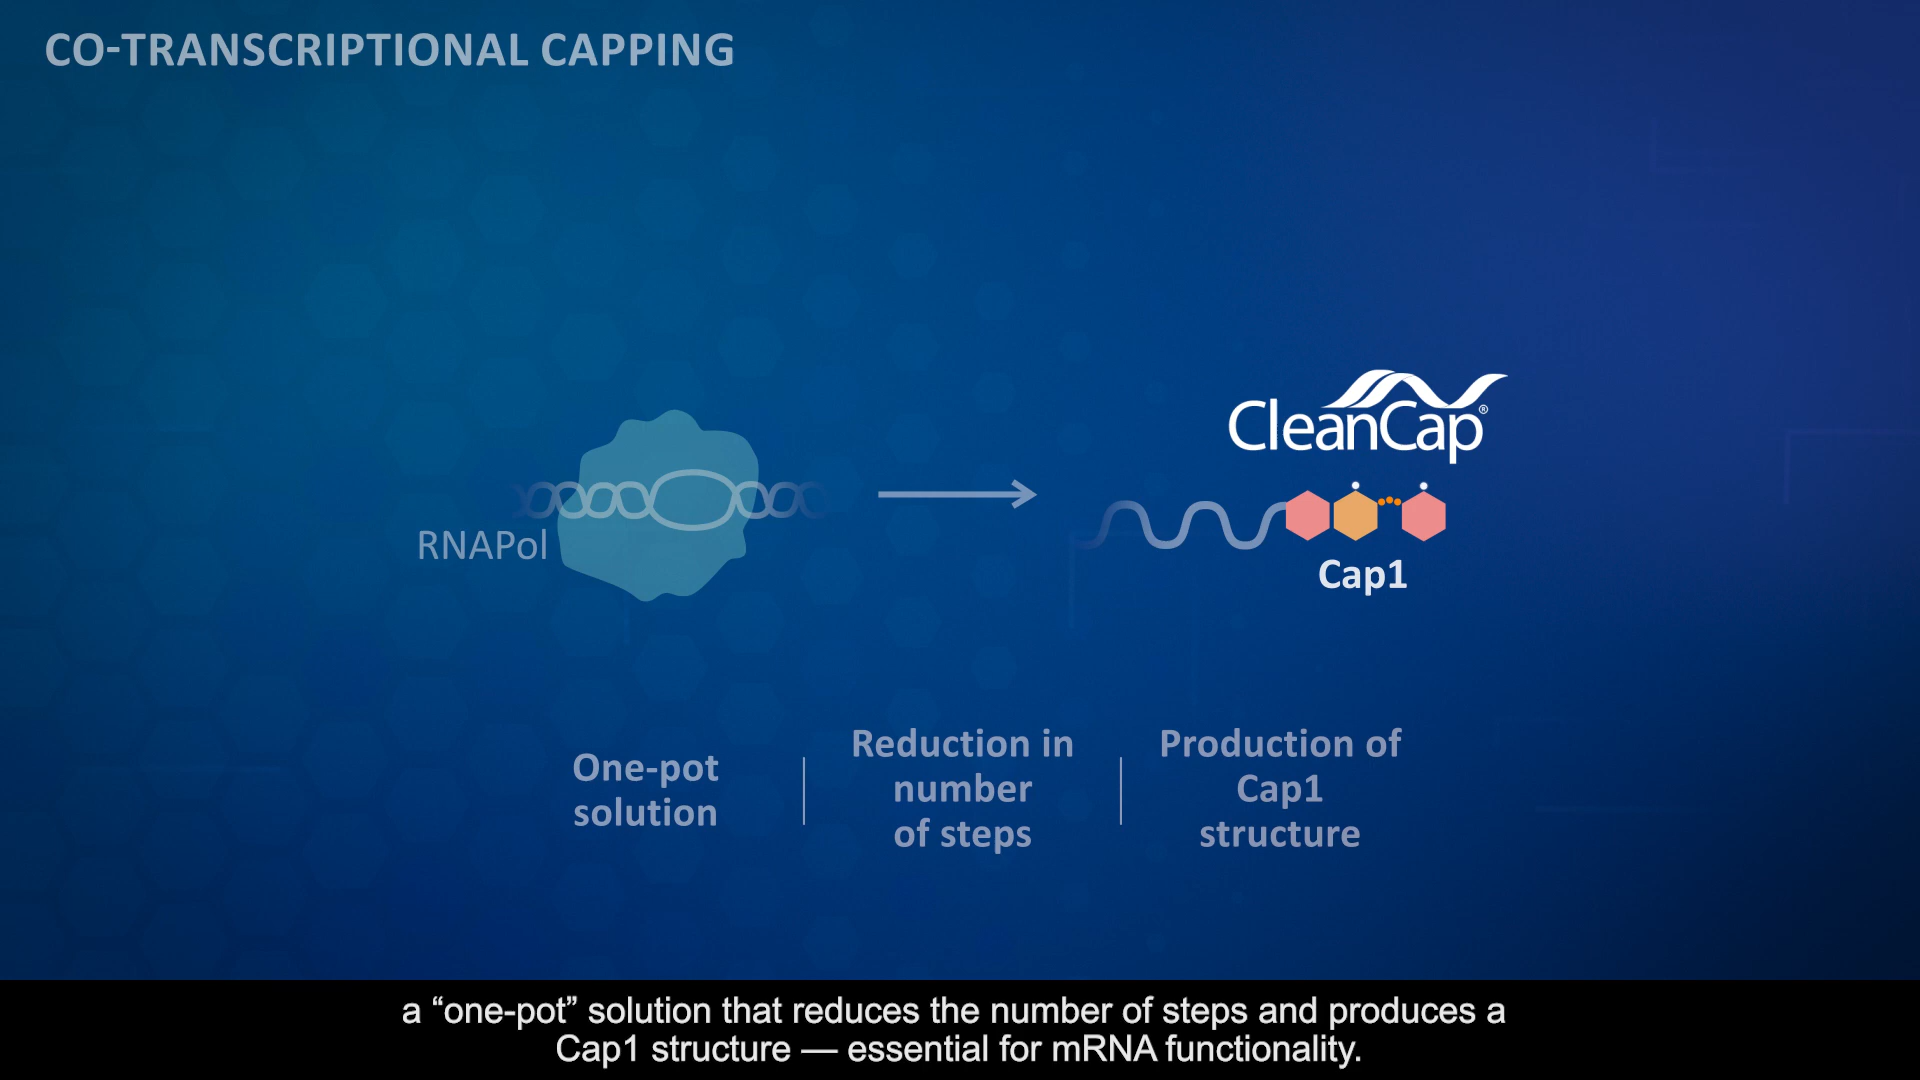 CO-TRANSCRIPTIONAL CAPPING
CleanCap®
RNAPol
Cap1
One-pot
solution
Reduction in
number
of steps
Production of
Cap1
structure
a “one-pot” solution that reduces the number of steps and produces a
Cap1 structure — essential for mRNA functionality.